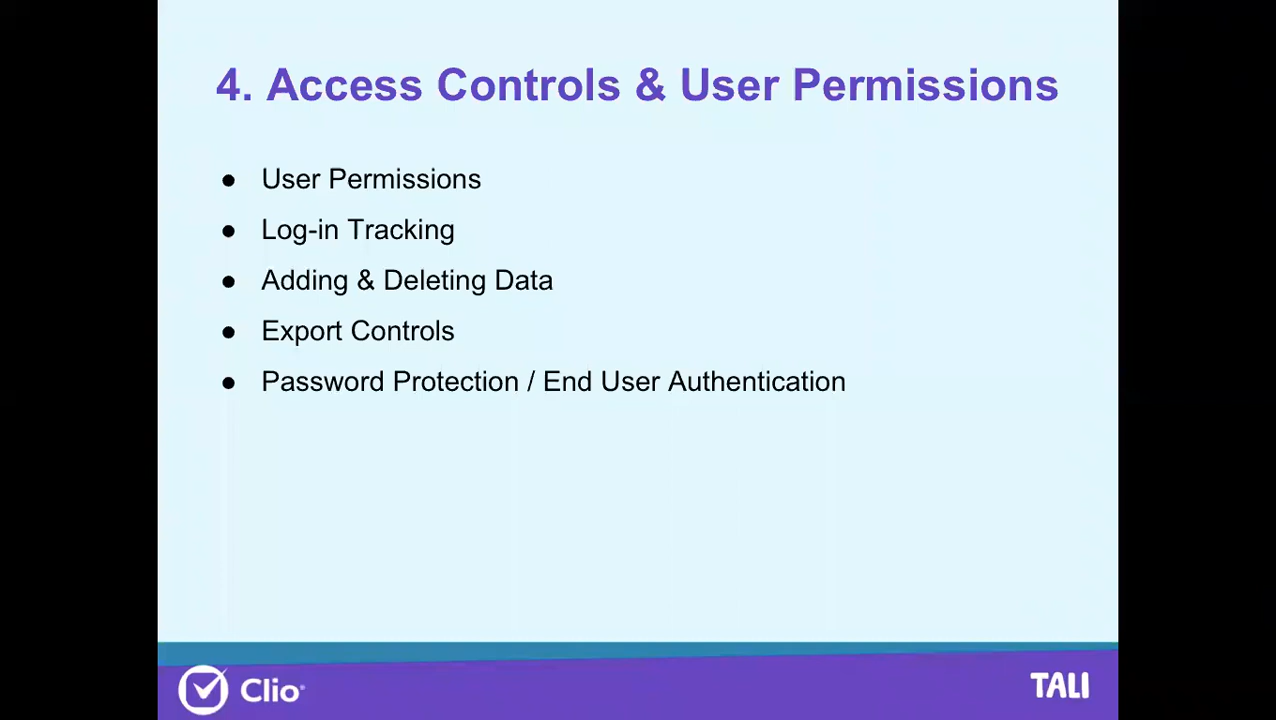 4. Access Controls & User Permissions
● User Permissions
● Log-in Tracking
● Adding & Deleting Data
● Export Controls
● Password Protection / End User Authentication
Clio®
TALI